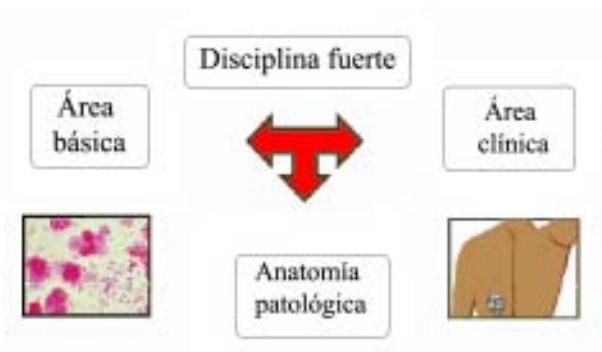 Disciplina fuerte
Área
básica
Área
clínica
Anatomía
patológica